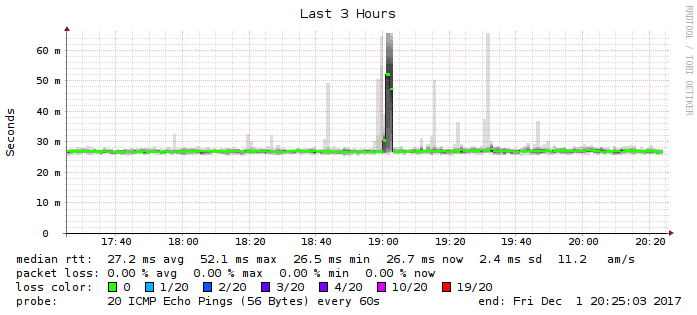 Last 3 Hours
RRDTOOL / TOBI OETIKER
Seconds
60 m
50 m
40 m
30 m
20 m
10 m
0
17:40 18:00 18:20 18:40 19:00 19:20 19:40 20:00 20:20
median rtt: 27.2 ms avg 52.1 ms max 26.5 ms min 26.7 ms now 2.4 ms sd 11.2 am/s
packet loss: 0.00 % avg 0.00 % max 0.00 % min 0.00 % now
loss color: 0 1/20 2/20 3/20 4/20 10/20 19/20
probe: 20 ICMP Echo Pings (56 Bytes) every 60s end: Fri Dec 1 20:25:03 2017